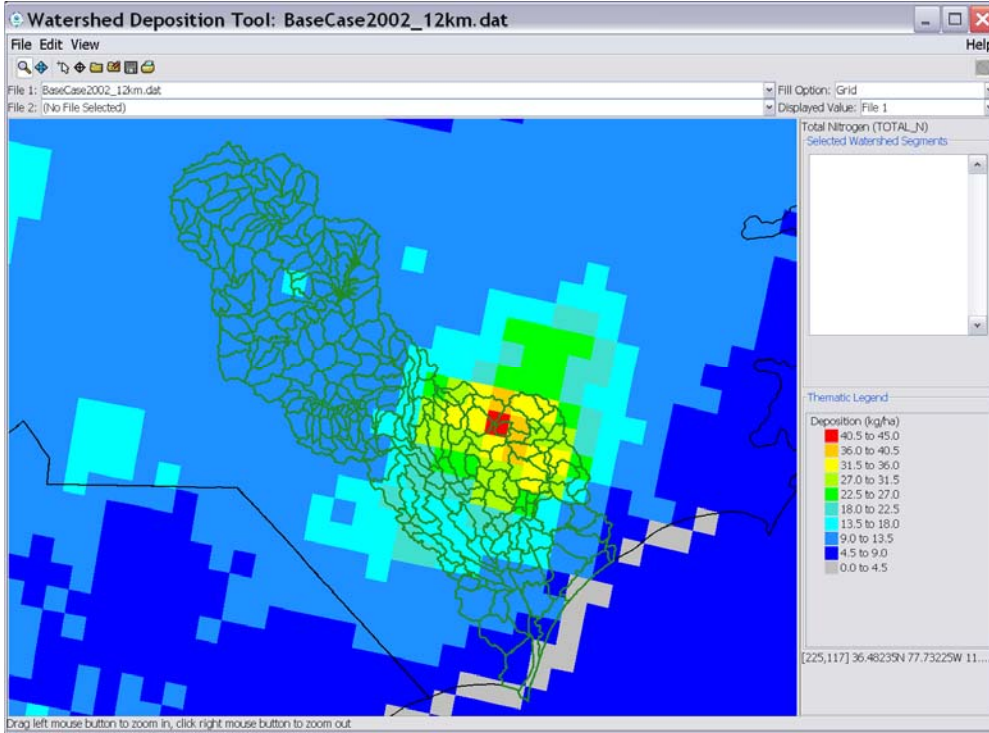 Watershed Deposition Tool: BaseCase2002_12km.dat
File Edit View Help
File 1: BaseCase2002_12km.dat Fill Option: Grid
File 2: (No File Selected) Displayed Value: File 1
Total Nitrogen (TOTAL_N)
Selected Watershed Segments
Thematic Legend
Deposition (kg/ha)
40.5 to 45.0
36.0 to 40.5
31.5 to 36.0
27.0 to 31.5
22.5 to 27.0
18.0 to 22.5
13.5 to 18.0
9.0 to 13.5
4.5 to 9.0
0.0 to 4.5
[225,117] 36.48235N 77.73225W 11....
Drag left mouse button to zoom in, click right mouse button to zoom out